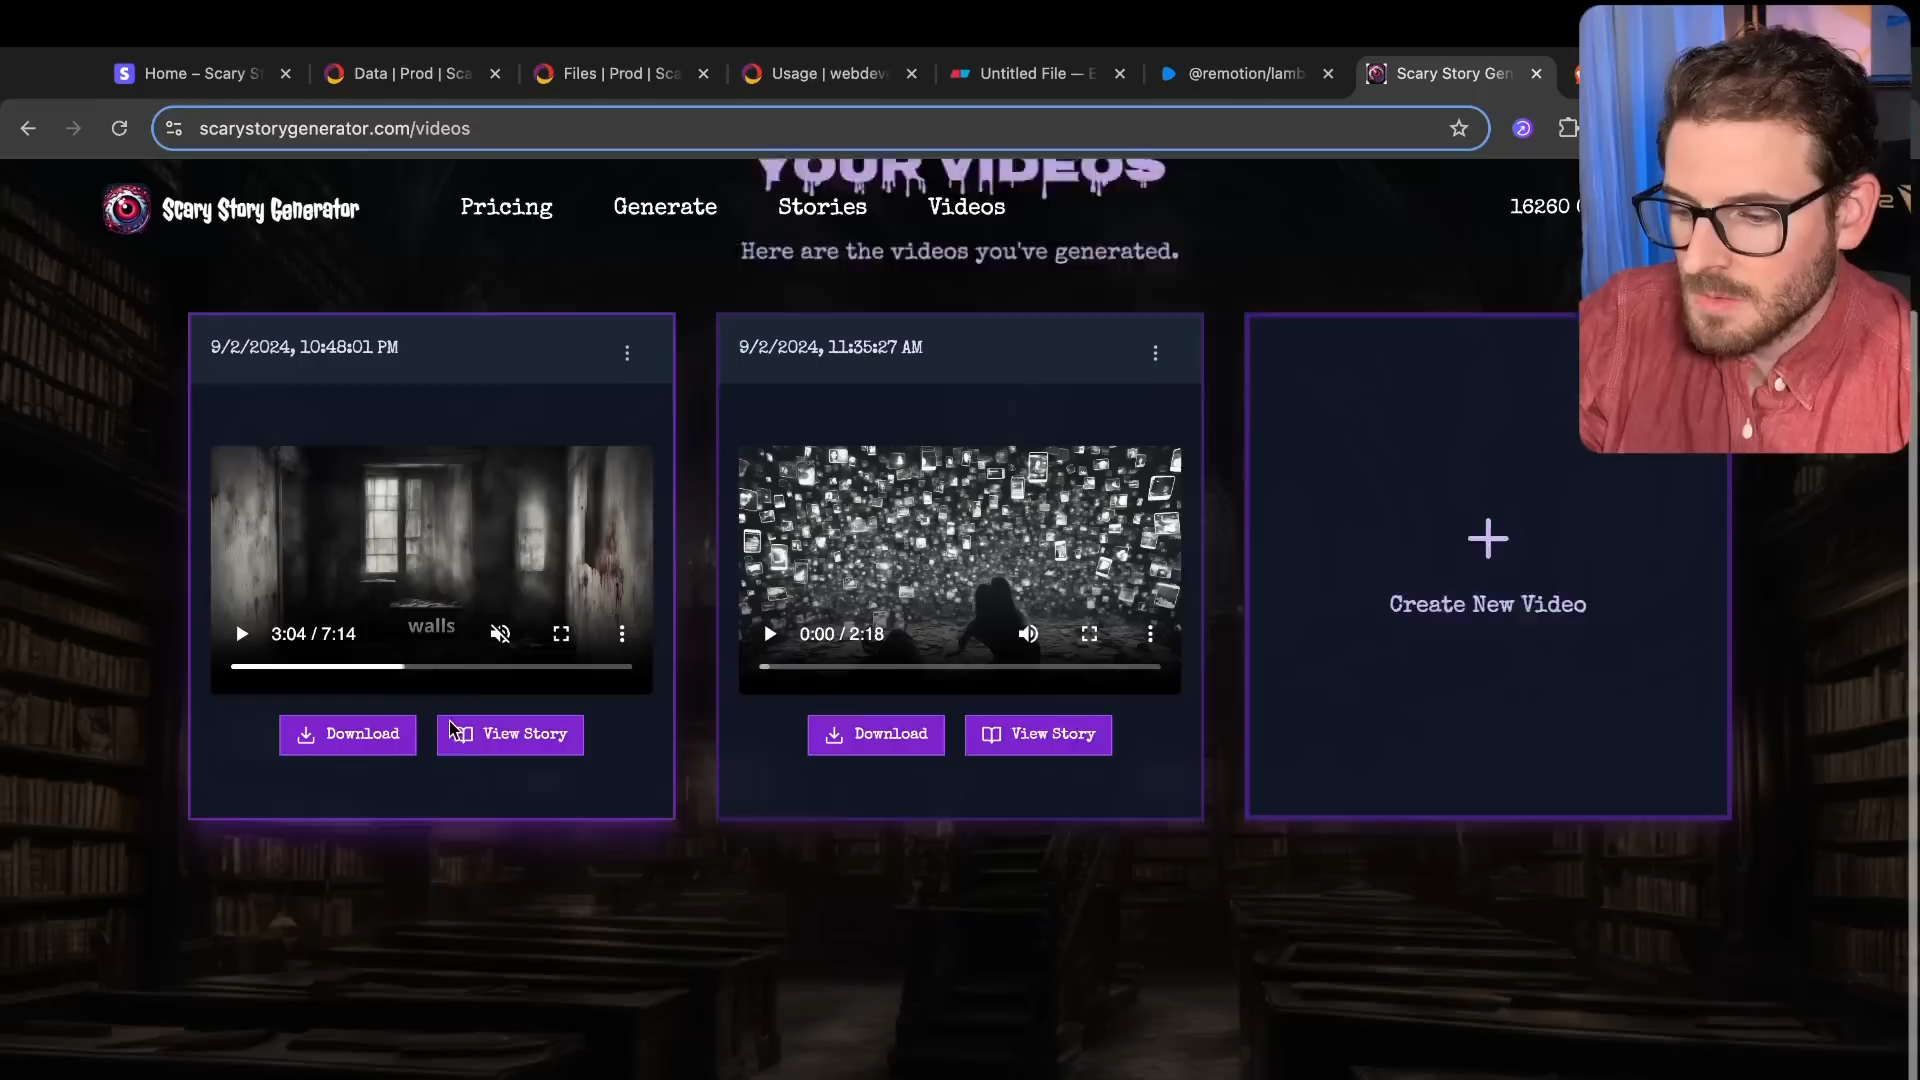 Home – Scary S
Data | Prod | Sca
Files | Prod | Sca
Usage | webdev
Untitled File — E
@remotion/lamb
Scary Story Gen
scarystorygenerator.com/videos
YOUR VIDEOS
Scary Story Generator
Pricing
Generate
Stories
Videos
16260
Here are the videos you've generated.
9/2/2024, 10:48:01 PM
9/2/2024, 11:35:27 AM
walls
3:04 / 7:14
0:00 / 2:18
Create New Video
Download
View Story
Download
View Story